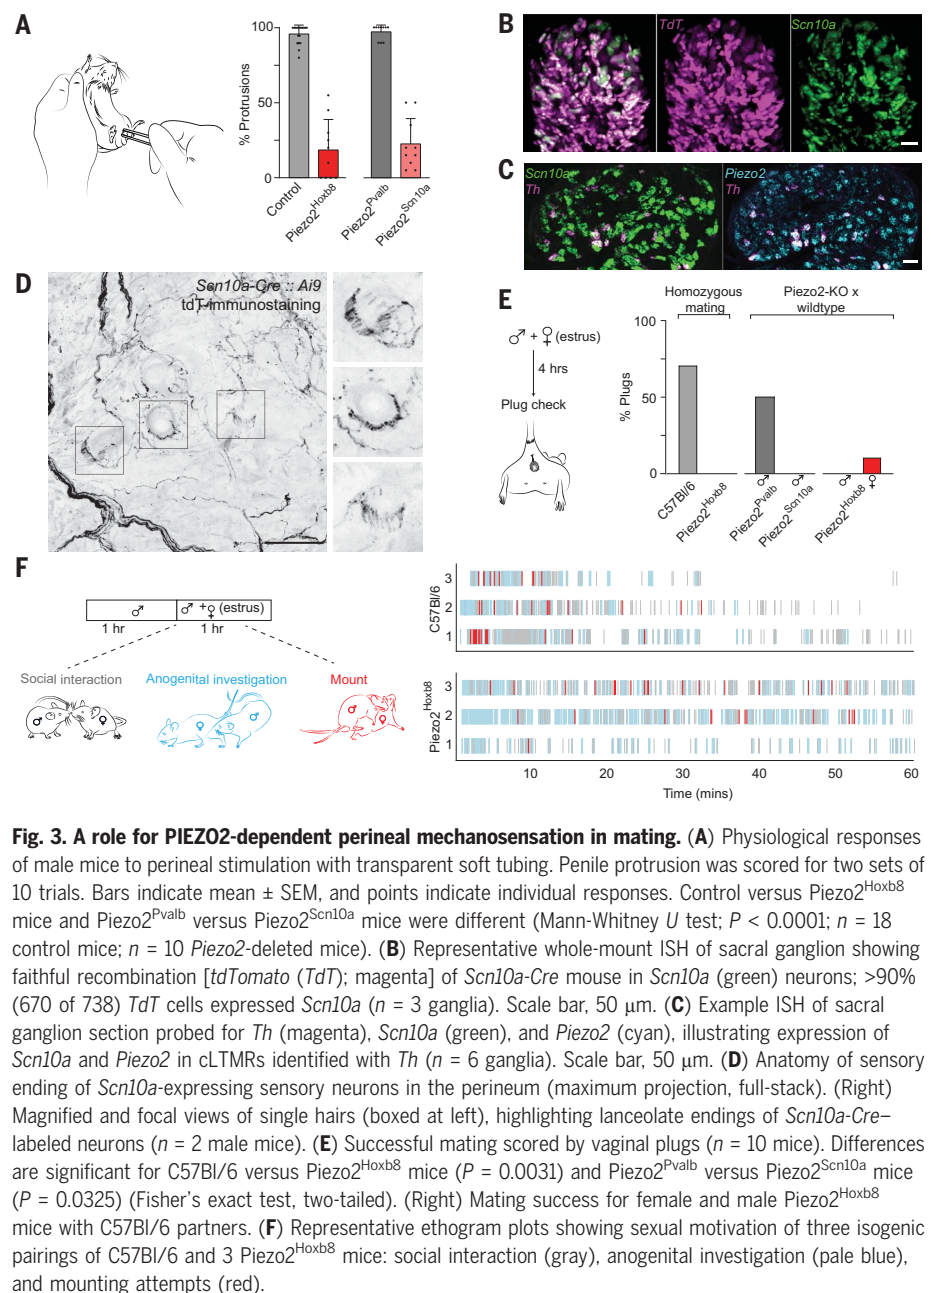 A
100
50
0
% Protrusions
Control
Piezo2Hoxb8
Piezo2Pvalb
Piezo2Scn10a
B
TdT
Scn10a
C
Scn10a
Th
Piezo2
Th
D
Scn10a-Cre :: Ai9
tdT-immunostaining
E
♂ + ♀ (estrus)
4 hrs
Plug check
Homozygous
mating
Piezo2-KO x
wildtype
100
50
0
% Plugs
♂ ♂ ♂ ♀
C57Bl/6
Piezo2Hoxb8
Piezo2Pvalb
Piezo2Scn10a
Piezo2Hoxb8
F
♂
♂ +♀ (estrus)
1 hr
1 hr
Social interaction
Anogenital investigation
Mount
♂ ♀
♀ ♂
♂ ♀
C57Bl/6
3
2
1
Piezo2Hoxb8
3
2
1
10 20 30 40 50 60
Time (mins)
Fig. 3. A role for PIEZO2-dependent perineal mechanosensation in mating. (A) Physiological responses
of male mice to perineal stimulation with transparent soft tubing. Penile protrusion was scored for two sets of
10 trials. Bars indicate mean ± SEM, and points indicate individual responses. Control versus Piezo2Hoxb8
mice and Piezo2Pvalb versus Piezo2Scn10a mice were different (Mann-Whitney U test; P < 0.0001; n = 18
control mice; n = 10 Piezo2-deleted mice). (B) Representative whole-mount ISH of sacral ganglion showing
faithful recombination [tdTomato (TdT); magenta] of Scn10a-Cre mouse in Scn10a (green) neurons; >90%
(670 of 738) TdT cells expressed Scn10a (n = 3 ganglia). Scale bar, 50 μm. (C) Example ISH of sacral
ganglion section probed for Th (magenta), Scn10a (green), and Piezo2 (cyan), illustrating expression of
Scn10a and Piezo2 in cLTMRs identified with Th (n = 6 ganglia). Scale bar, 50 μm. (D) Anatomy of sensory
ending of Scn10a-expressing sensory neurons in the perineum (maximum projection, full-stack). (Right)
Magnified and focal views of single hairs (boxed at left), highlighting lanceolate endings of Scn10a-Cre–
labeled neurons (n = 2 male mice). (E) Successful mating scored by vaginal plugs (n = 10 mice). Differences
are significant for C57Bl/6 versus Piezo2Hoxb8 mice (P = 0.0031) and Piezo2Pvalb versus Piezo2Scn10a mice
(P = 0.0325) (Fisher's exact test, two-tailed). (Right) Mating success for female and male Piezo2Hoxb8
mice with C57Bl/6 partners. (F) Representative ethogram plots showing sexual motivation of three isogenic
pairings of C57Bl/6 and 3 Piezo2Hoxb8 mice: social interaction (gray), anogenital investigation (pale blue),
and mounting attempts (red).